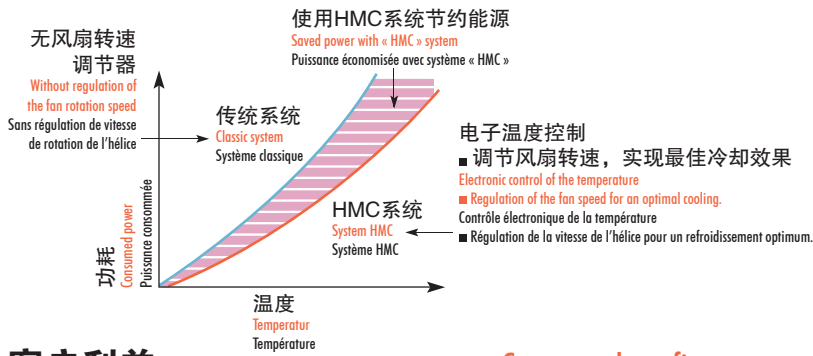 使用HMC系统节约能源
Saved power with « HMC » system
Puissance économisée avec système « HMC »
无风扇转速
调节器
Without regulation of
the fan rotation speed
Sans régulation de vitesse
de rotation de l'hélice
传统系统
Classic system
Système classique
电子温度控制
■ 调节风扇转速，实现最佳冷却效果
Electronic control of the temperature
■ Regulation of the fan speed for an optimal cooling.
Contrôle électronique de la température
■ Régulation de la vitesse de l'hélice pour un refroidissement optimum.
HMC系统
System HMC
Système HMC
功耗
Consumed power
Puissance consommée
温度
Temperatur
Température